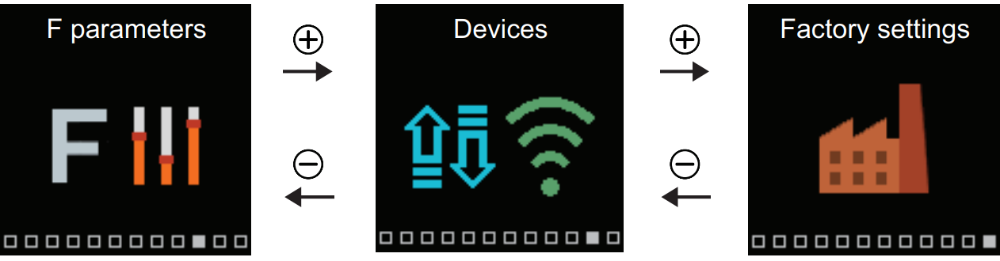 F parameters
Devices
Factory settings
F